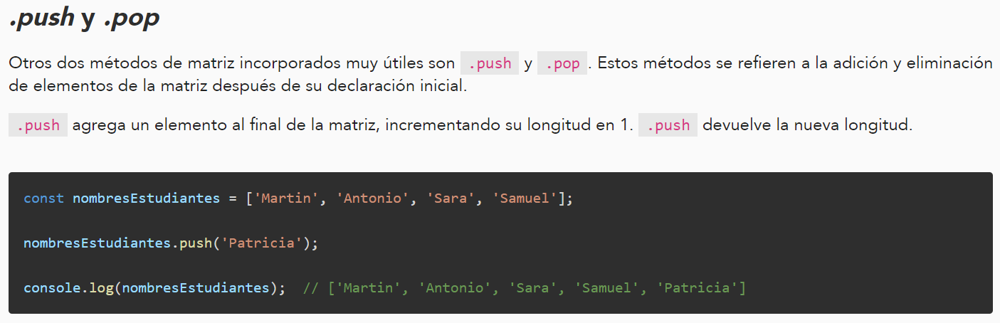 .push y .pop
Otros dos métodos de matriz incorporados muy útiles son .push y .pop. Estos métodos se refieren a la adición y eliminación
de elementos de la matriz después de su declaración inicial.
.push agrega un elemento al final de la matriz, incrementando su longitud en 1. .push devuelve la nueva longitud.
const nombresEstudiantes = ['Martin', 'Antonio', 'Sara', 'Samuel'];
nombresEstudiantes.push('Patricia');
console.log(nombresEstudiantes);  // ['Martin', 'Antonio', 'Sara', 'Samuel', 'Patricia']